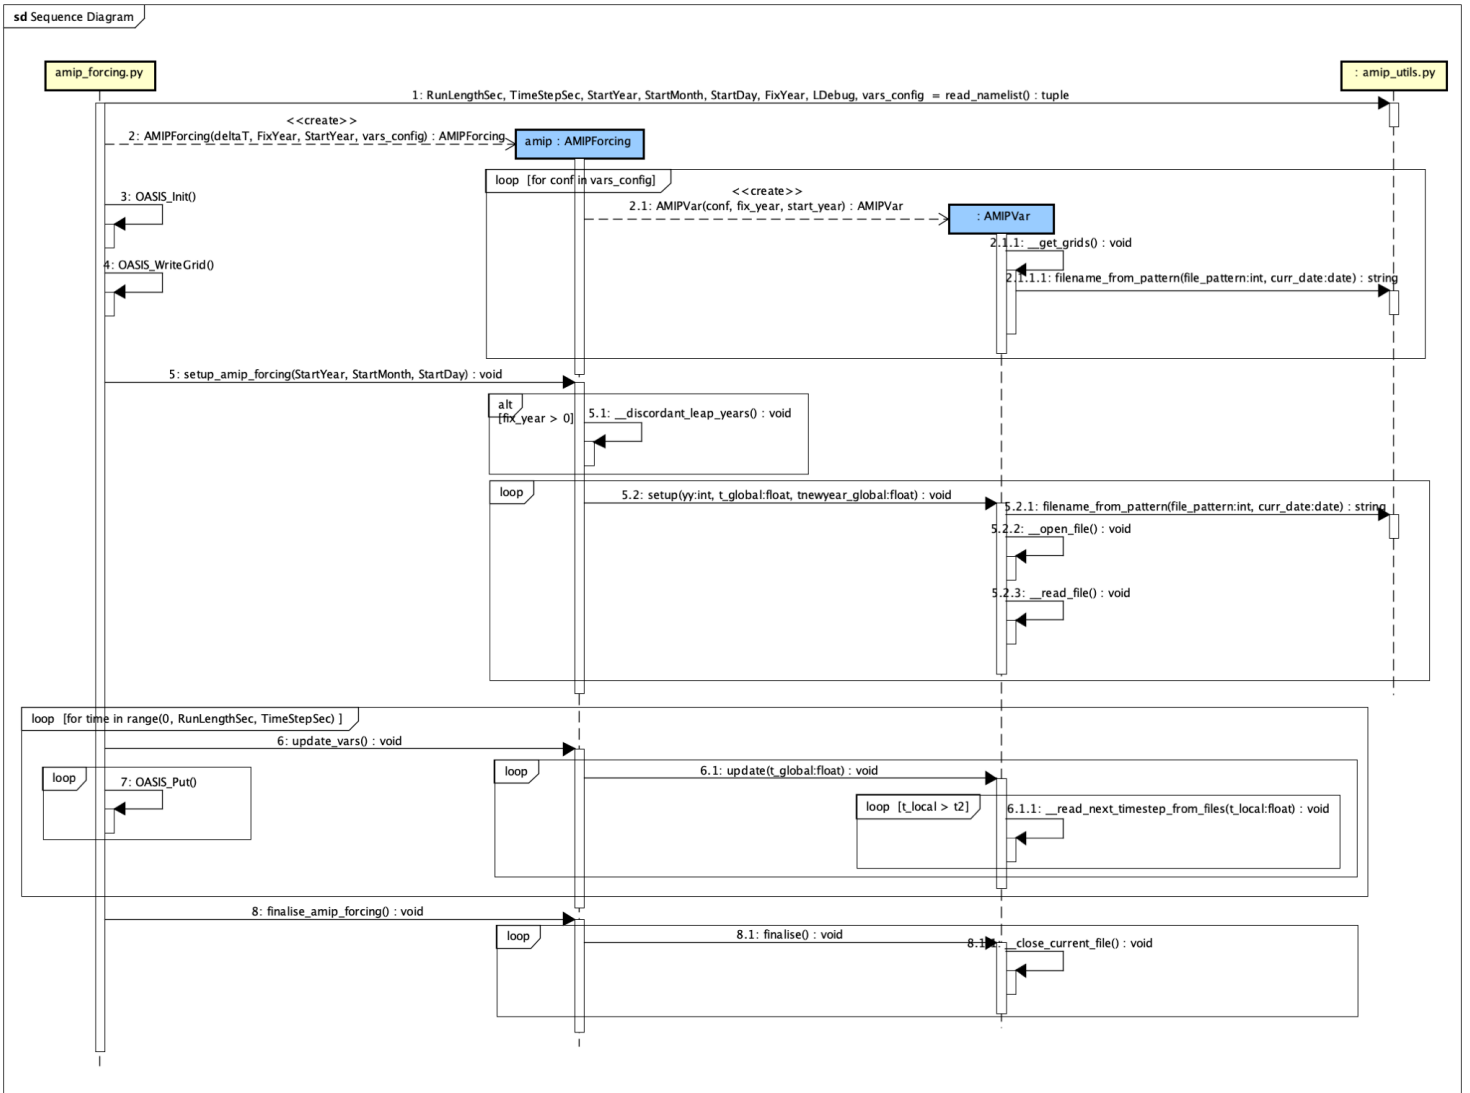 sd Sequence Diagram
amip_forcing.py
: amip_utils.py
1: RunLengthSec, TimeStepSec, StartYear, StartMonth, StartDay, FixYear, LDebug, vars_config = read_namelist() : tuple
<<create>>
2: AMIPForcing(deltaT, FixYear, StartYear, vars_config) : AMIPForcing
amip : AMIPForcing
loop [for conf in vars_config]
<<create>>
2.1: AMIPVar(conf, fix_year, start_year) : AMIPVar
: AMIPVar
3: OASIS_Init()
2.1.1: __get_grids() : void
4: OASIS_WriteGrid()
2.1.1.1: filename_from_pattern(file_pattern:int, curr_date:date) : string
5: setup_amip_forcing(StartYear, StartMonth, StartDay) : void
alt
[fix_year > 0]
5.1: __discordant_leap_years() : void
loop
5.2: setup(yy:int, t_global:float, tnewyear_global:float) : void
5.2.1: filename_from_pattern(file_pattern:int, curr_date:date) : string
5.2.2: __open_file() : void
5.2.3: __read_file() : void
loop [for time in range(0, RunLengthSec, TimeStepSec) ]
6: update_vars() : void
loop
7: OASIS_Put()
loop
6.1: update(t_global:float) : void
loop [t_local > t2]
6.1.1: __read_next_timestep_from_files(t_local:float) : void
8: finalise_amip_forcing() : void
loop
8.1: finalise() : void
__close_current_file() : void